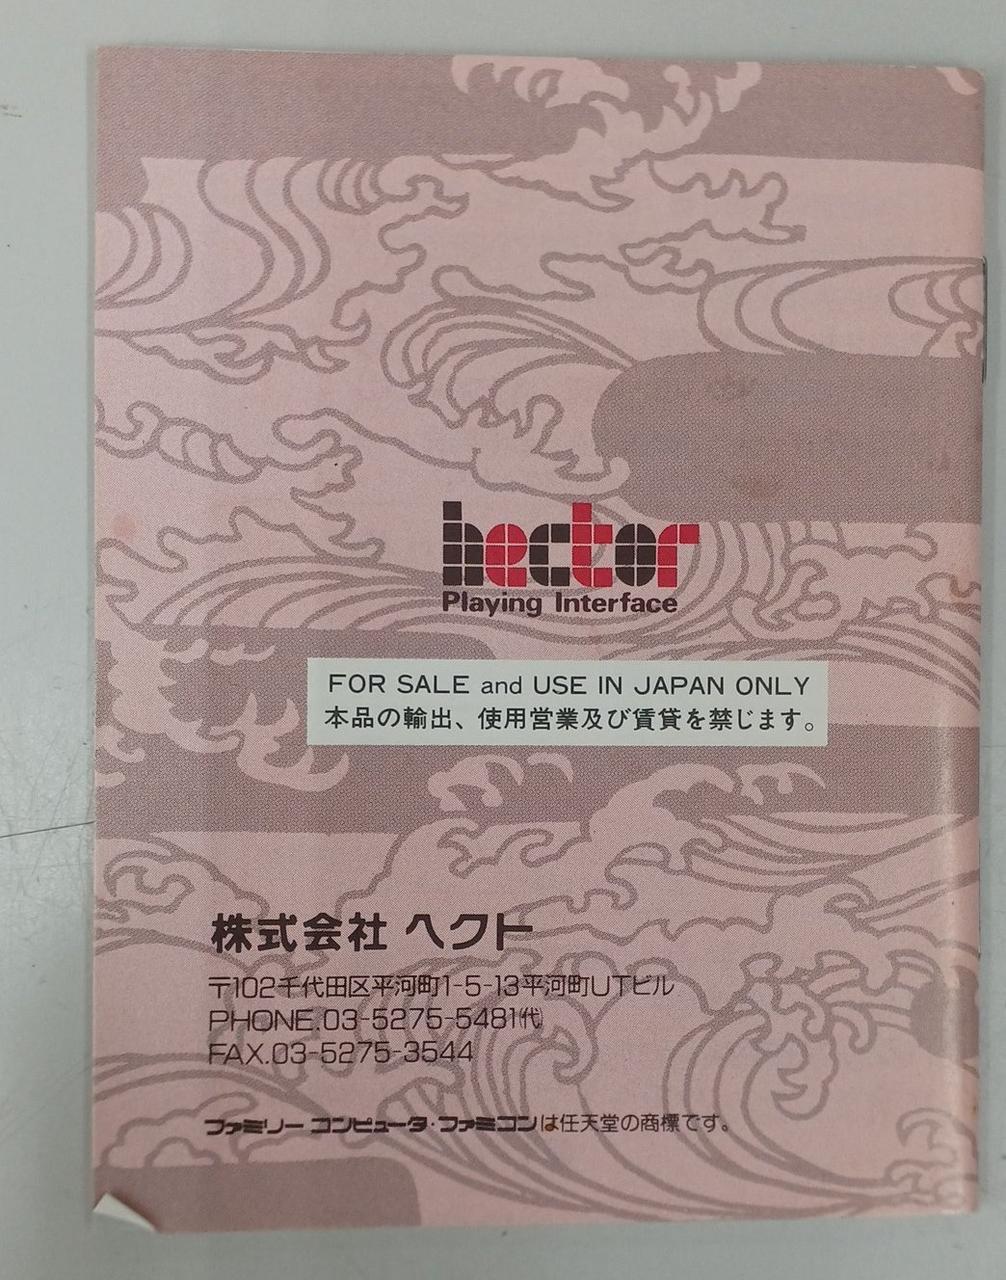 hector
Playing Interface
FOR SALE and USE IN JAPAN ONLY
本品の輸出、使用営業及び賃貸を禁じます。
株式会社 ヘクト
〒102千代田区平河町1-5-13平河町UTビル
PHONE.03-5275-5481㈹
FAX.03-5275-3544
ファミリーコンピュータ・ファミコンは任天堂の商標です。